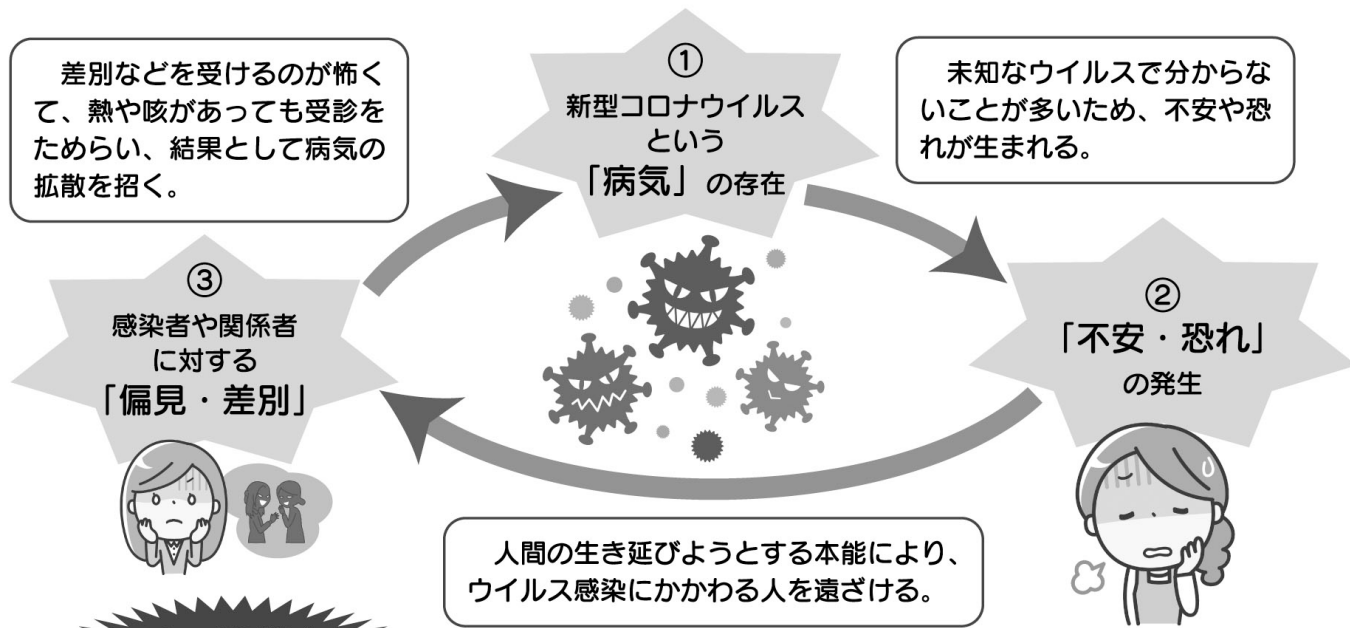 ①
新型コロナウイルス
という
「病気」の存在
未知なウイルスで分からな
いことが多いため、不安や恐
れが生まれる。
②
「不安・恐れ」
の発生
人間の生き延びようとする本能により、
ウイルス感染にかかわる人を遠ざける。
③
感染者や関係者
に対する
「偏見・差別」
差別などを受けるのが怖く
て、熱や咳があっても受診を
ためらい、結果として病気の
拡散を招く。